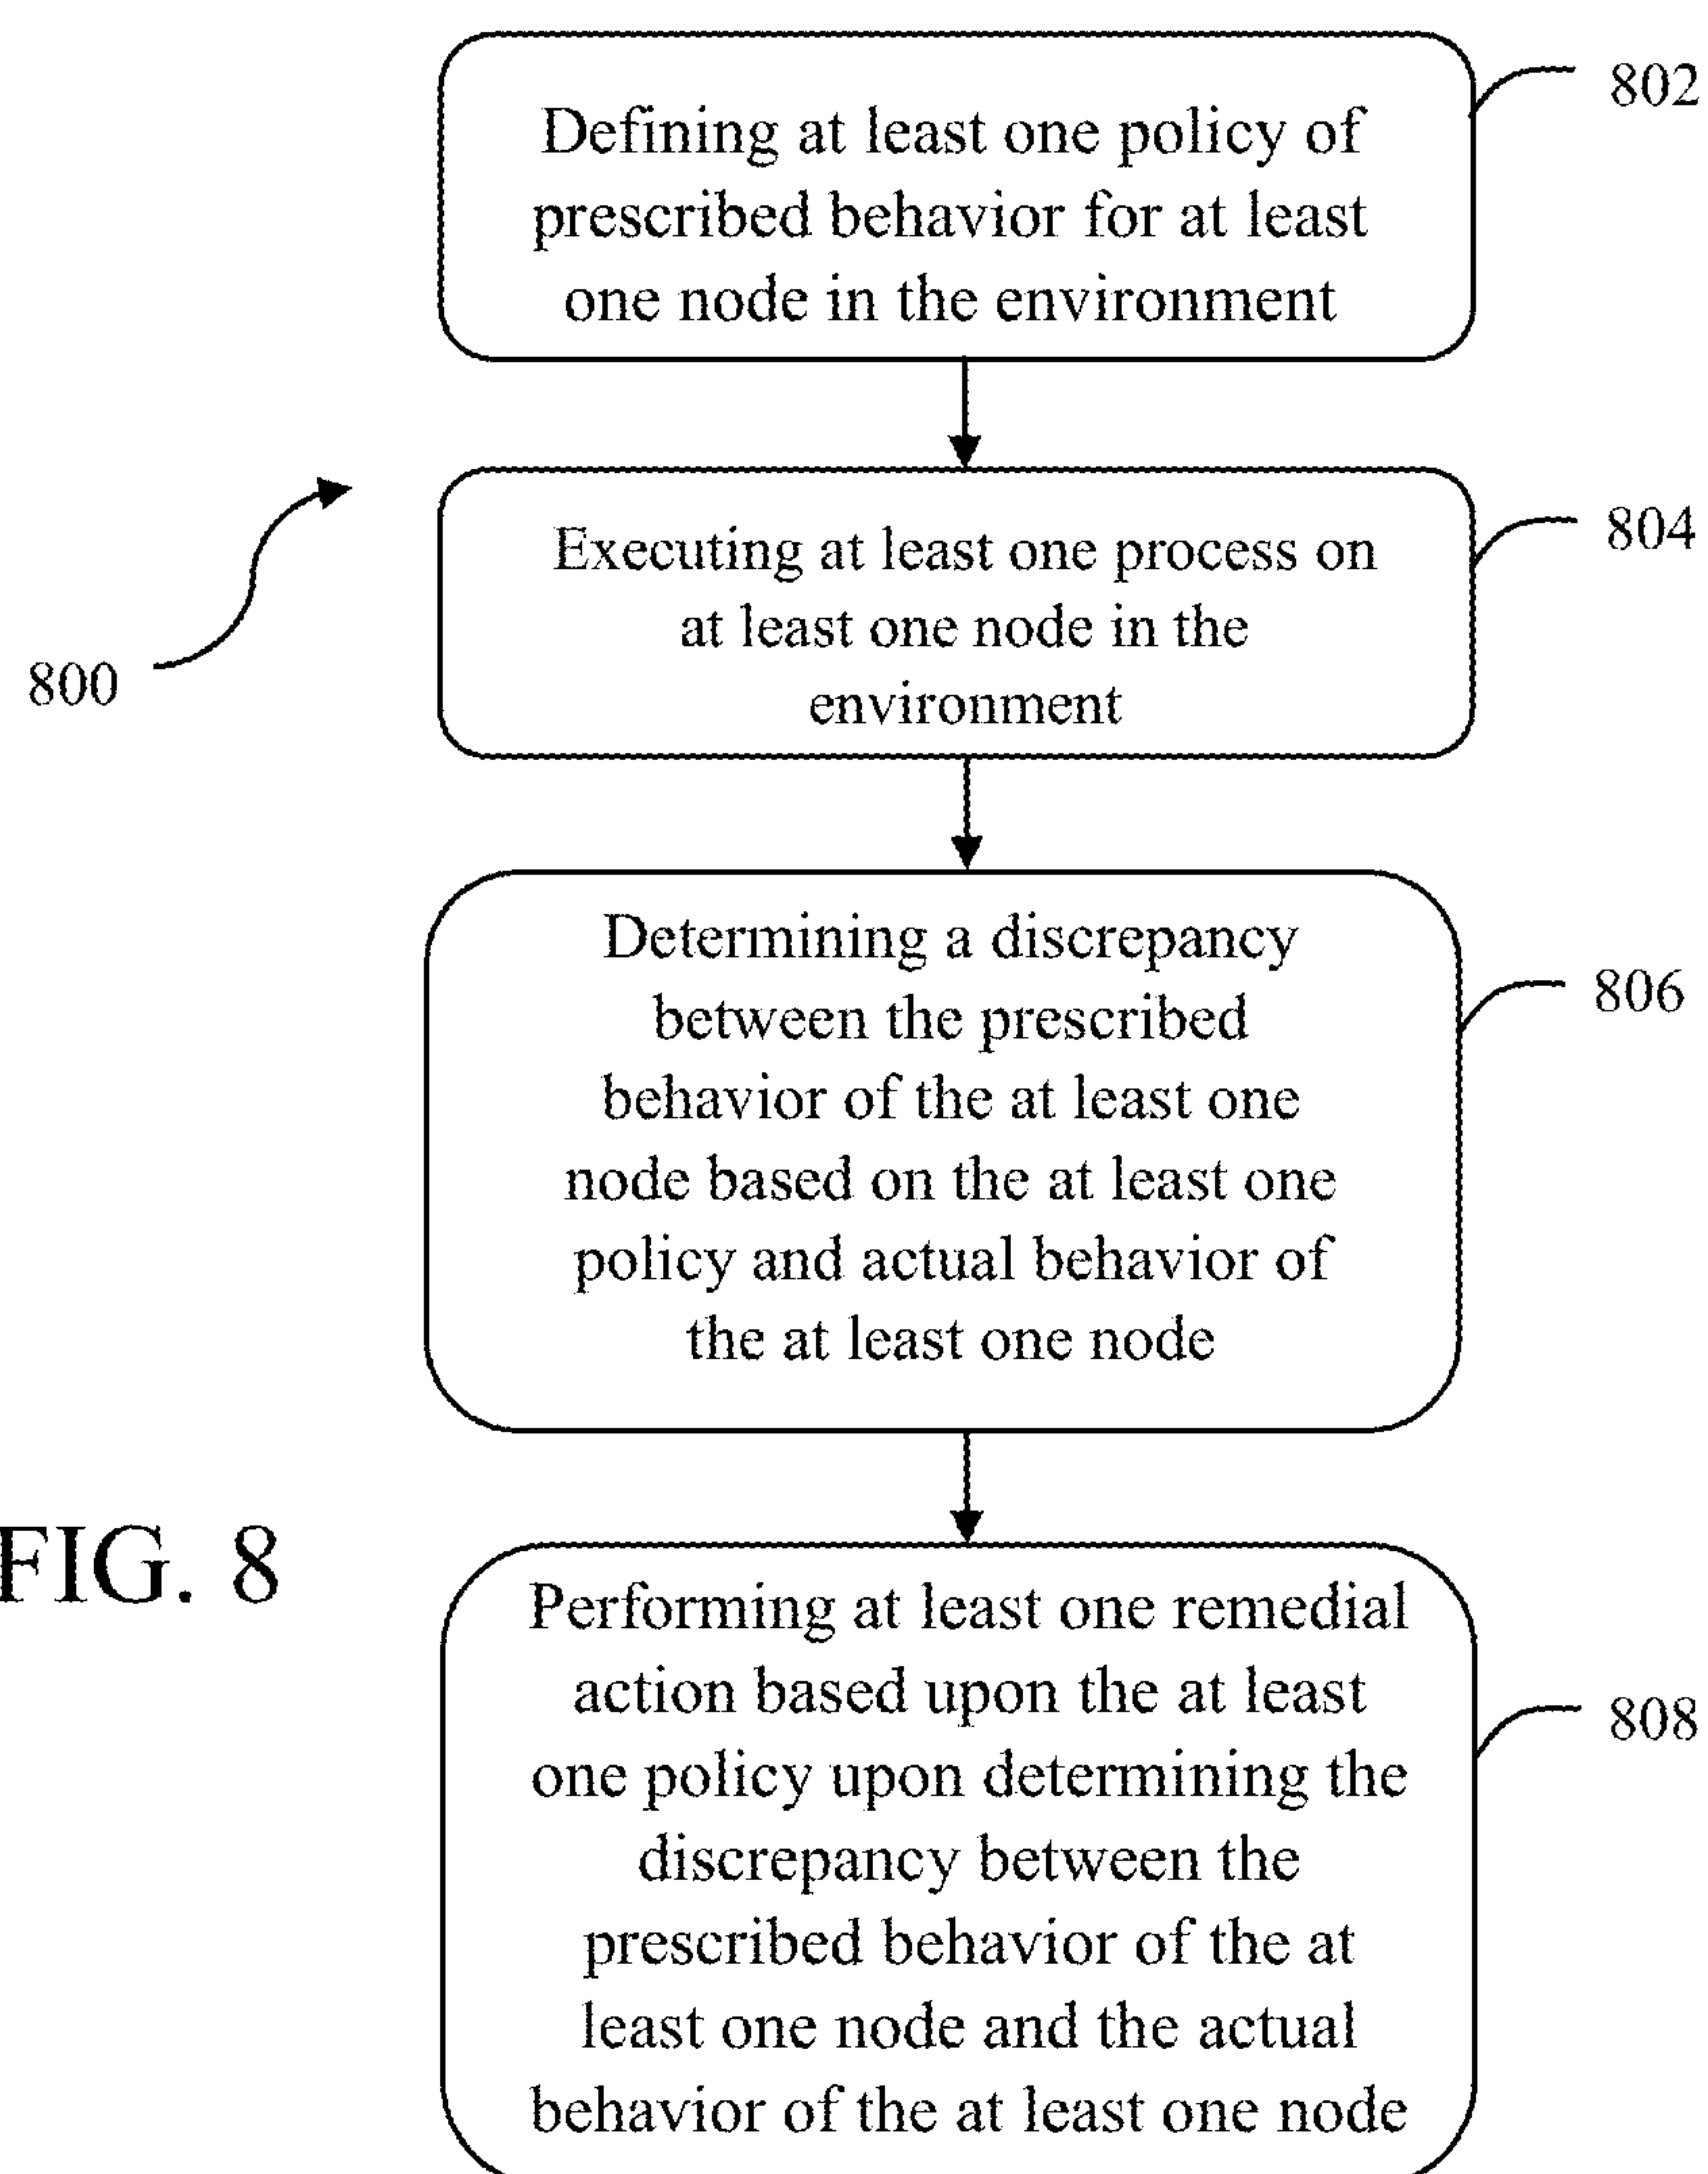 Defining at least one policy of
prescribed behavior for at least
one node in the environment
802
Executing at least one process on
at least one node in the
environment
804
800
Determining a discrepancy
between the prescribed
behavior of the at least one
node based on the at least one
policy and actual behavior of
the at least one node
806
FIG. 8
Performing at least one remedial
action based upon the at least
one policy upon determining the
discrepancy between the
prescribed behavior of the at
least one node and the actual
behavior of the at least one node
808